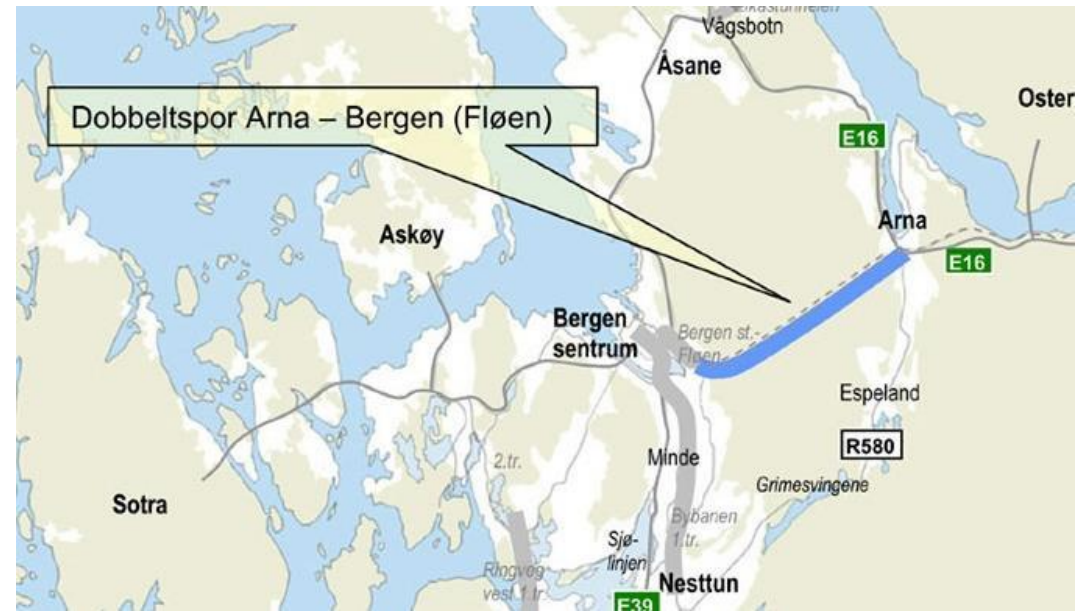 Vågsbotn
Åsane
Oster
Dobbeltspor Arna – Bergen (Fløen)
E16
Arna
Askøy
E16
Bergen
sentrum
Bergen st.-
Fløen
Espeland
R580
2.tr.
Minde
Grimesvingene
Sotra
Bybanen
1.tr.
Sjø-
linjen
Ringveg
vest 1.tr.
Nesttun
E39